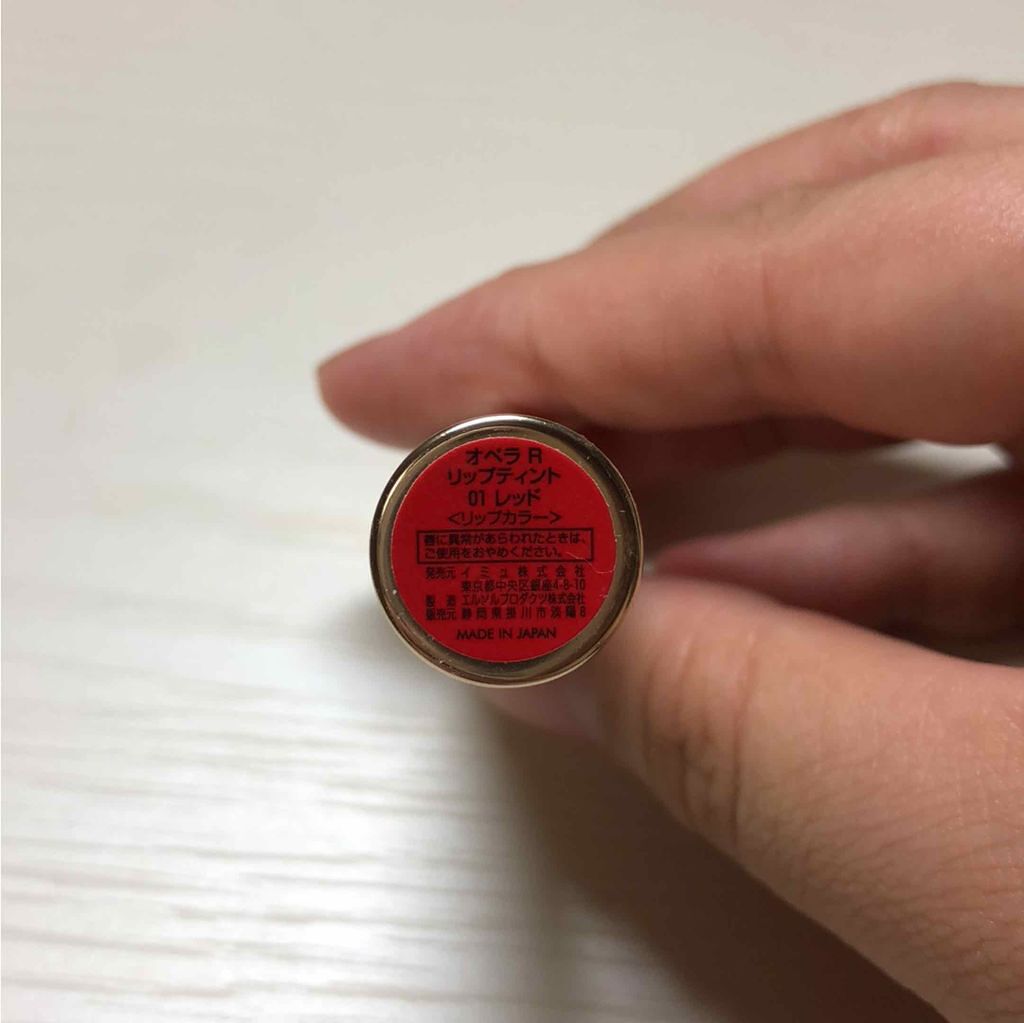 オペラ R
リップティント
01 レッド
<リップカラー>
唇に異常があらわれたときは、
ご使用をおやめください。
発売元 イミュ株式会社
東京都中央区銀座4-8-10
製造 エルソルプロダクツ株式会社
販売元 静岡県掛川市淡陽8
MADE IN JAPAN